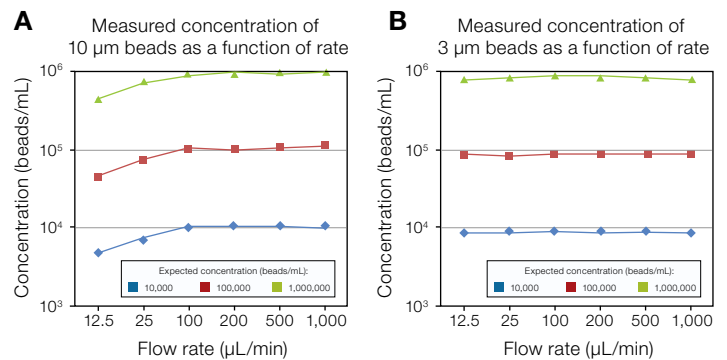 A
Measured concentration of
10 µm beads as a function of rate
Concentration (beads/mL)
10⁶
10⁵
10⁴
10³
Expected concentration (beads/mL):
10,000 100,000 1,000,000
12.5 25 100 200 500 1,000
Flow rate (µL/min)
B
Measured concentration of
3 µm beads as a function of rate
Concentration (beads/mL)
10⁶
10⁵
10⁴
10³
Expected concentration (beads/mL):
10,000 100,000 1,000,000
12.5 25 100 200 500 1,000
Flow rate (µL/min)